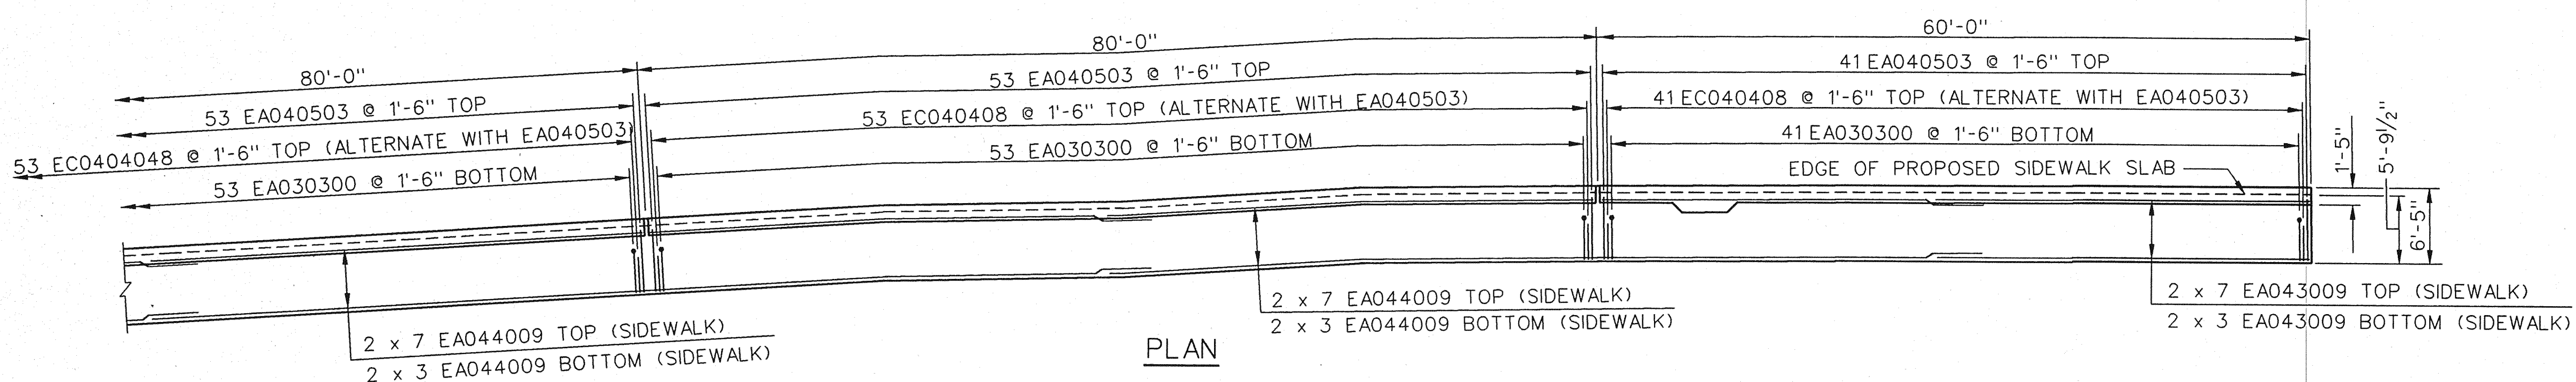 80'-0"
53 EA040503 @ 1'-6" TOP
53 EC0404048 @ 1'-6" TOP (ALTERNATE WITH EA040503)
53 EA030300 @ 1'-6" BOTTOM
80'-0"
53 EA040503 @ 1'-6" TOP
53 EC040408 @ 1'-6" TOP (ALTERNATE WITH EA040503)
53 EA030300 @ 1'-6" BOTTOM
60'-0"
41 EA040503 @ 1'-6" TOP
41 EC040408 @ 1'-6" TOP (ALTERNATE WITH EA040503)
41 EA030300 @ 1'-6" BOTTOM
EDGE OF PROPOSED SIDEWALK SLAB
1'-5"
5'-9½"
6'-5"
2 x 7 EA044009 TOP (SIDEWALK)
2 x 3 EA044009 BOTTOM (SIDEWALK)
2 x 7 EA044009 TOP (SIDEWALK)
2 x 3 EA044009 BOTTOM (SIDEWALK)
2 x 7 EA043009 TOP (SIDEWALK)
2 x 3 EA043009 BOTTOM (SIDEWALK)
PLAN